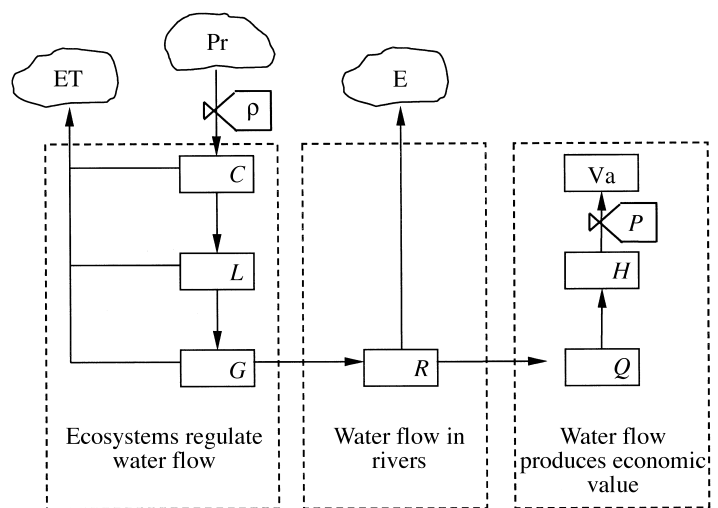 Pr
ET
E
ρ
C
Va
P
L
H
G
R
Q
Ecosystems regulate
water flow
Water flow in
rivers
Water flow
produces economic
value